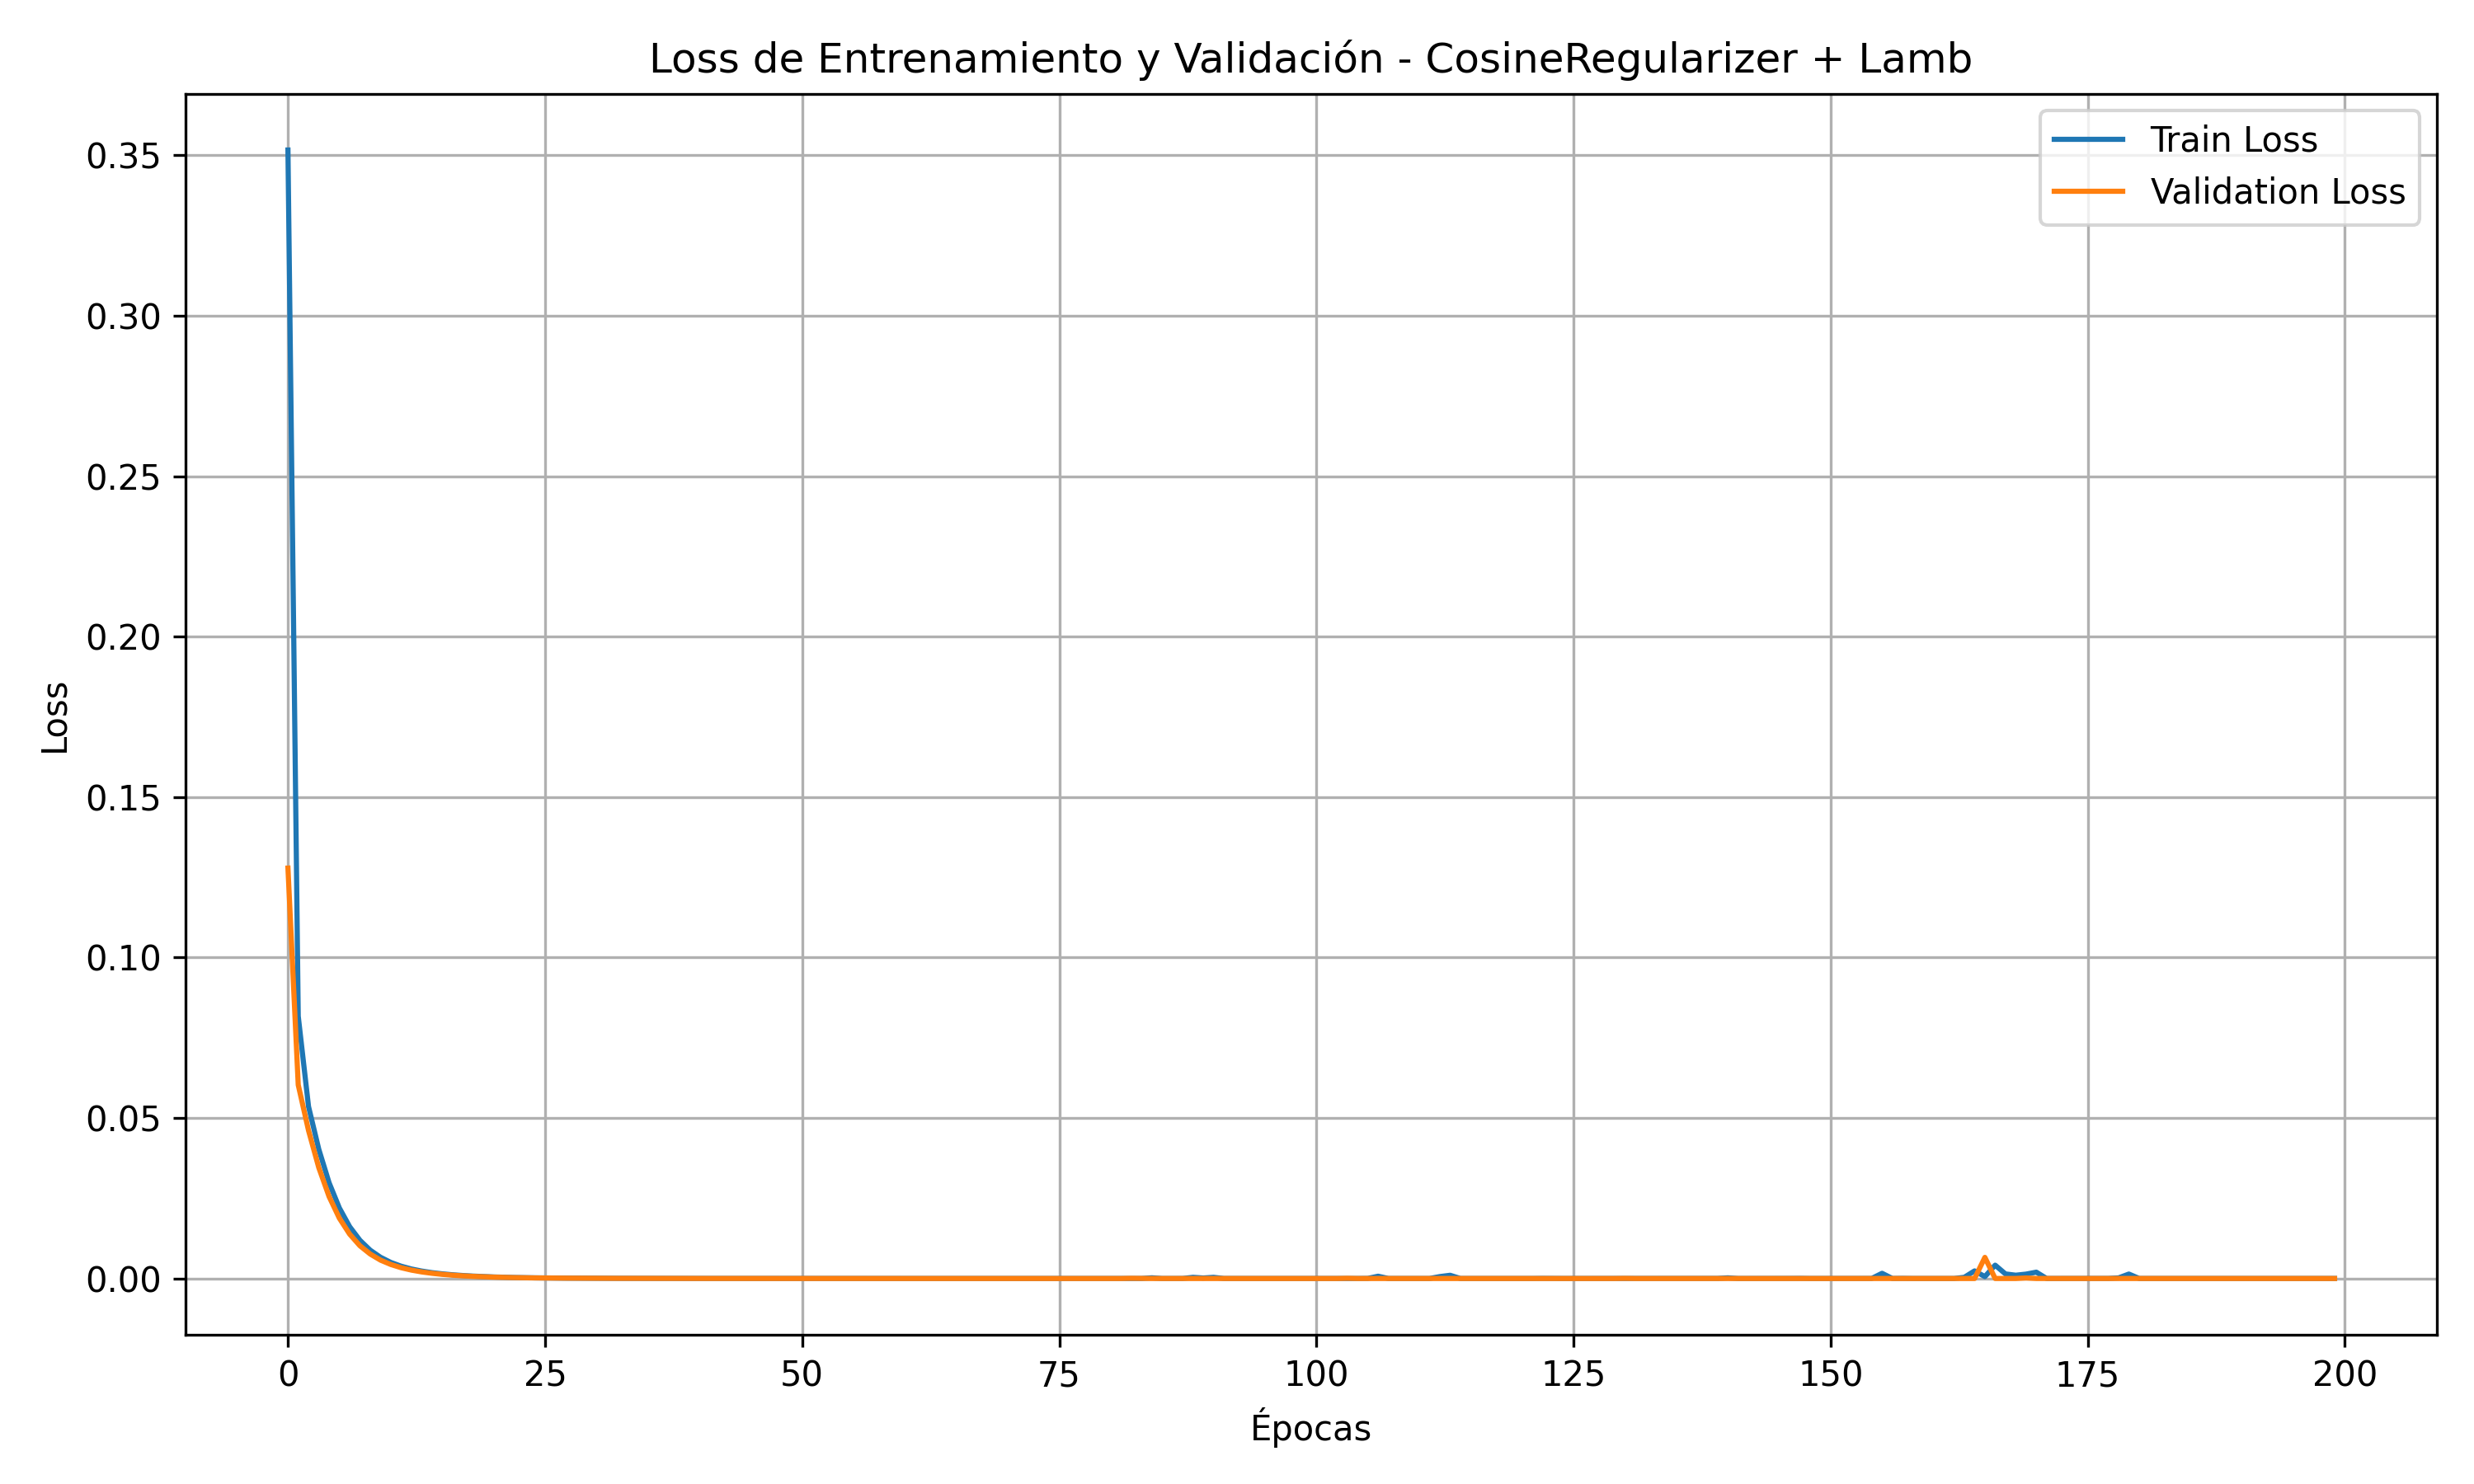 Loss de Entrenamiento y Validación - CosineRegularizer + Lamb
Train Loss
Validation Loss
0.35
0.30
0.25
0.20
0.15
0.10
0.05
0.00
Loss
0 25 50 75 100 125 150 175 200
Épocas